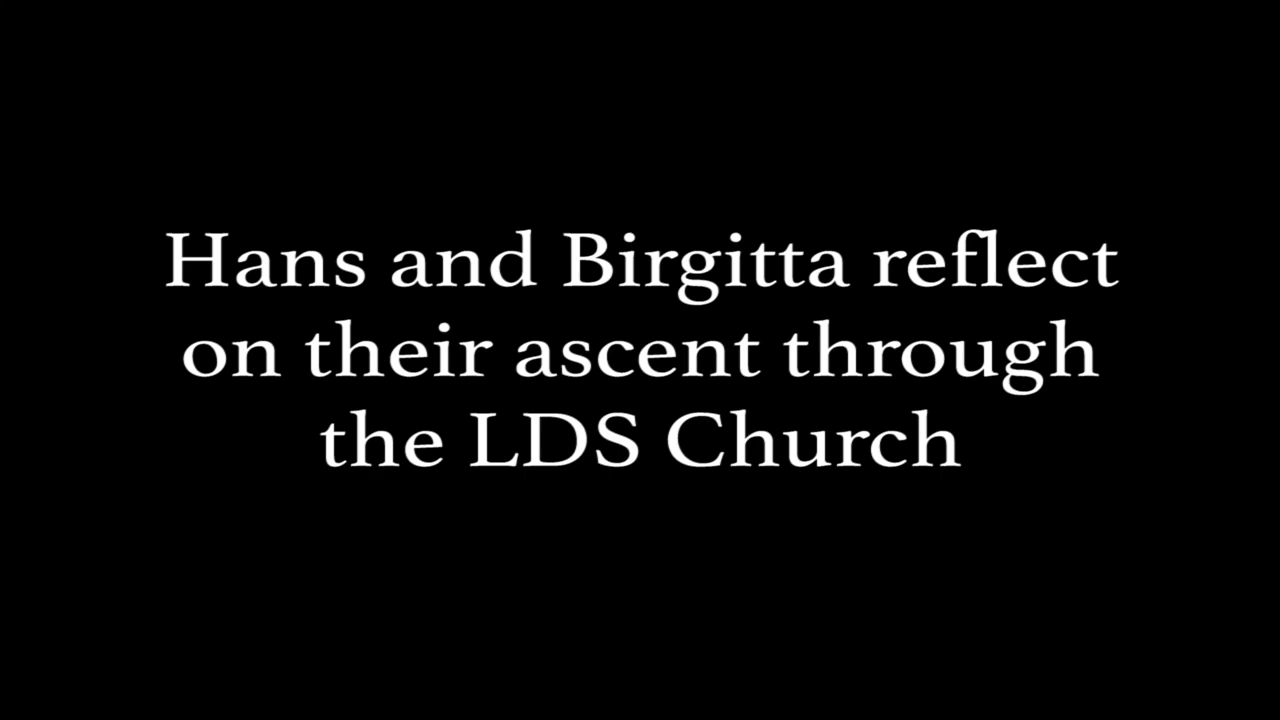 Hans and Birgitta reflect
on their ascent through
the LDS Church